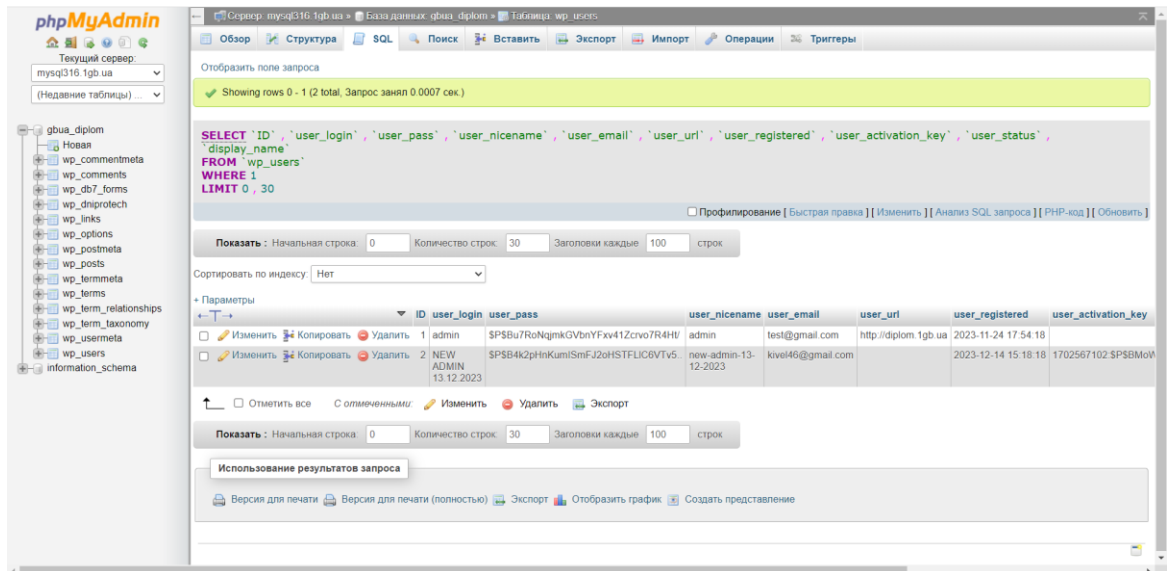 phpMyAdmin
Текущий сервер:
mysql316.1gb.ua
(Недавние таблицы) ...
gbua_diplom
Новая
wp_commentmeta
wp_comments
wp_db7_forms
wp_dniprotech
wp_links
wp_options
wp_postmeta
wp_posts
wp_termmeta
wp_terms
wp_term_relationships
wp_term_taxonomy
wp_usermeta
wp_users
information_schema
Сервер: mysql316.1gb.ua » База данных: gbua_diplom » Таблица: wp_users
Обзор Структура SQL Поиск Вставить Экспорт Импорт Операции Триггеры
Отобразить поле запроса
Showing rows 0 - 1 (2 total, Запрос занял 0.0007 сек.)
SELECT `ID` , `user_login` , `user_pass` , `user_nicename` , `user_email` , `user_url` , `user_registered` , `user_activation_key` , `user_status` ,
`display_name`
FROM `wp_users`
WHERE 1
LIMIT 0 , 30
Профилирование [ Быстрая правка ] [ Изменить ] [ Анализ SQL запроса ] [ PHP-код ] [ Обновить ]
Показать : Начальная строка: 0 Количество строк: 30 Заголовки каждые 100 строк
Сортировать по индексу: Нет
+ Параметры
←T→ ID user_login user_pass user_nicename user_email user_url user_registered user_activation_key
Изменить Копировать Удалить 1 admin admin test@gmail.com http://diplom.1gb.ua 2023-11-24 17:54:18
Изменить Копировать Удалить 2 NEW new-admin-13- kivel46@gmail.com 2023-12-14 15:18:18 1702567102:$P$BMoW
ADMIN 12-2023
13.12.2023
Отметить все С отмеченными: Изменить Удалить Экспорт
Показать : Начальная строка: 0 Количество строк: 30 Заголовки каждые 100 строк
Использование результатов запроса
Версия для печати Версия для печати (полностью) Экспорт Отобразить график Создать представление